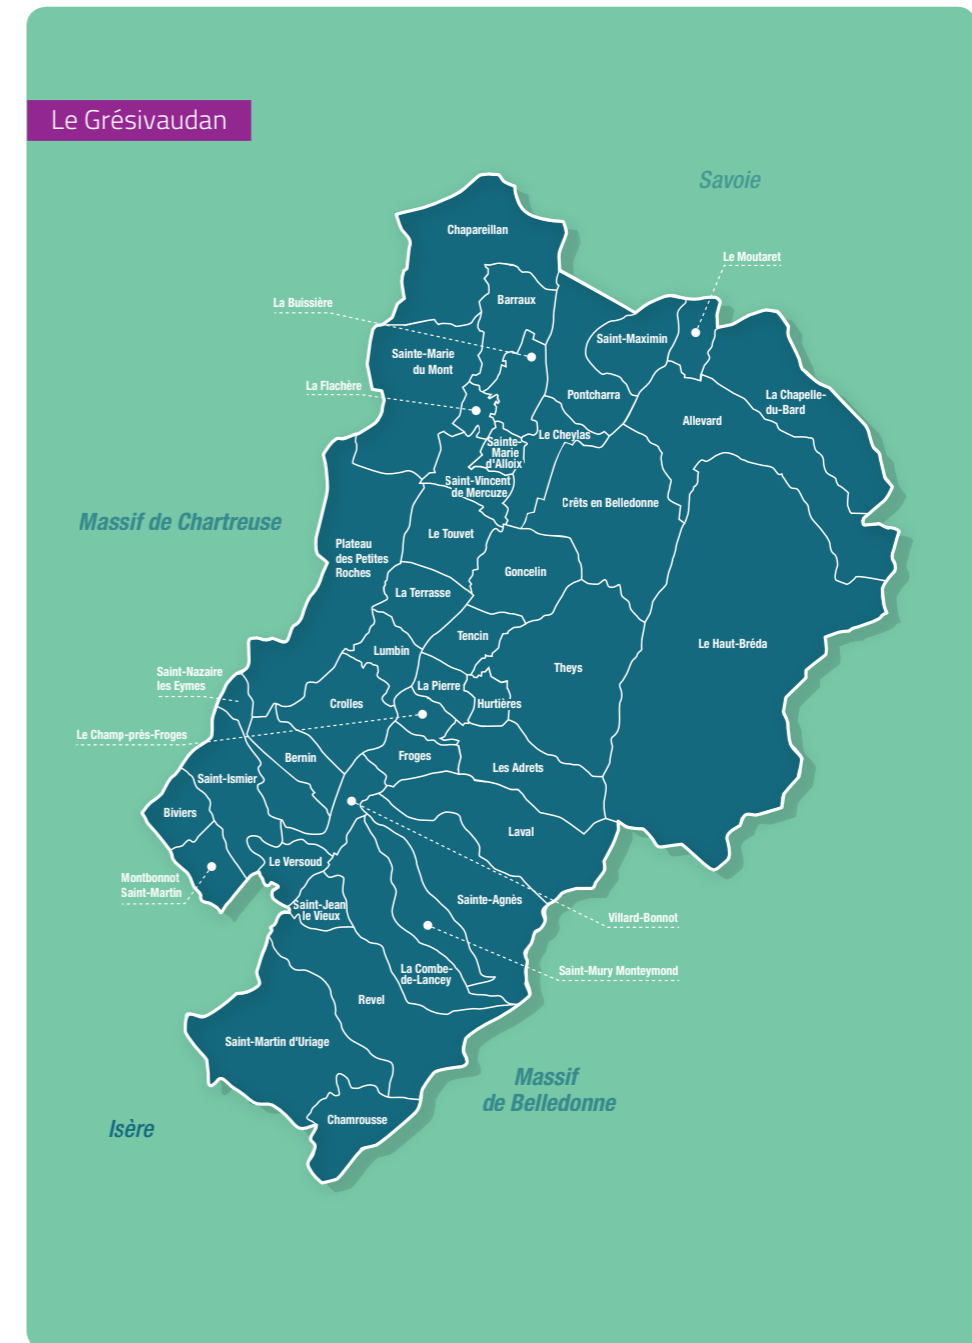 Le Grésivaudan
Savoie
Chapareillan
Le Moutaret
La Buissière
Barraux
Saint-Maximin
Sainte-Marie
du Mont
La Flachère
Pontcharra
La Chapelle-
du-Bard
Allevard
Le Cheylas
Sainte-
Marie
d'Alloix
Saint-Vincent
de Mercuze
Crêts en Belledonne
Massif de Chartreuse
Le Touvet
Plateau
des Petites
Roches
Goncelin
La Terrasse
Tencin
Le Haut-Bréda
Lumbin
Theys
Saint-Nazaire
les Eymes
La Pierre
Crolles
Hurtières
Le Champ-près-Froges
Bernin
Froges
Les Adrets
Saint-Ismier
Biviers
Laval
Le Versoud
Montbonnot
Saint-Martin
Sainte-Agnès
Saint-Jean
le Vieux
Villard-Bonnot
La Combe-
de-Lancey
Saint-Mury Monteymond
Revel
Saint-Martin d'Uriage
Massif
de Belledonne
Chamrousse
Isère